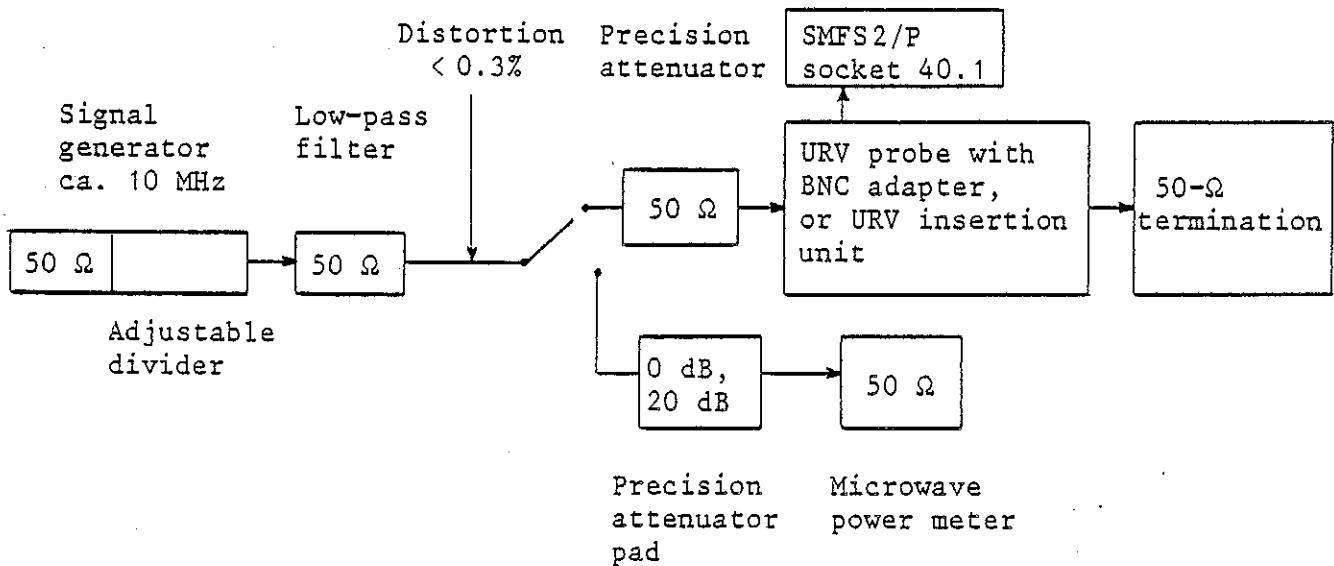 Distortion
< 0.3%
Precision
attenuator
SMFS2/P
socket 40.1
Signal
generator
ca. 10 MHz
Low-pass
filter
50 Ω
50 Ω
50 Ω
URV probe with
BNC adapter,
or URV insertion
unit
50-Ω
termination
Adjustable
divider
0 dB,
20 dB
50 Ω
Precision
attenuator
pad
Microwave
power meter